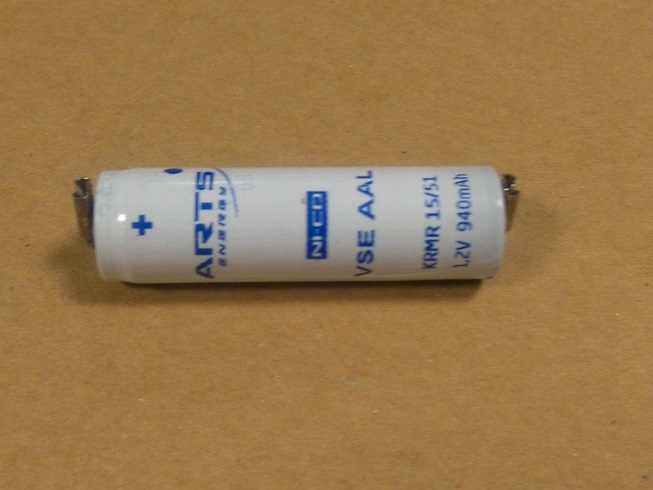 +
ARTS
ENERGY
Ni-CD
VSE AAL
KRMR 15/51
1.2V 940mAh